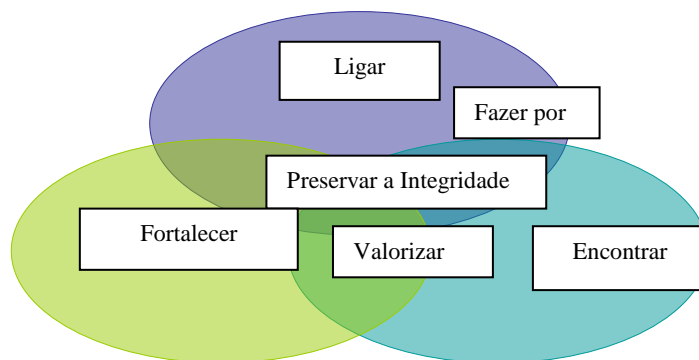 Ligar
Fazer por
Preservar a Integridade
Fortalecer
Valorizar
Encontrar